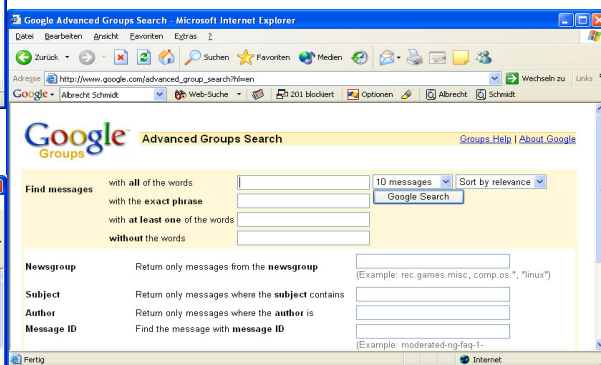 Google Advanced Groups Search - Microsoft Internet Explorer
Datei Bearbeiten Ansicht Favoriten Extras ?
Zurück Suchen Favoriten Medien
Adresse http://www.google.com/advanced_group_search?hl=en Wechseln zu Links
Google Albrecht Schmidt Web-Suche 201 blockiert Optionen Albrecht Schmidt
Google Groups Advanced Groups Search Groups Help | About Google
Find messages with all of the words 10 messages Sort by relevance
with the exact phrase Google Search
with at least one of the words
without the words
Newsgroup Return only messages from the newsgroup
(Example: rec.games.misc, comp.os.*, *linux*)
Subject Return only messages where the subject contains
Author Return only messages where the author is
Message ID Find the message with message ID
(Example: moderated-ng-faq-1-
Fertig Internet